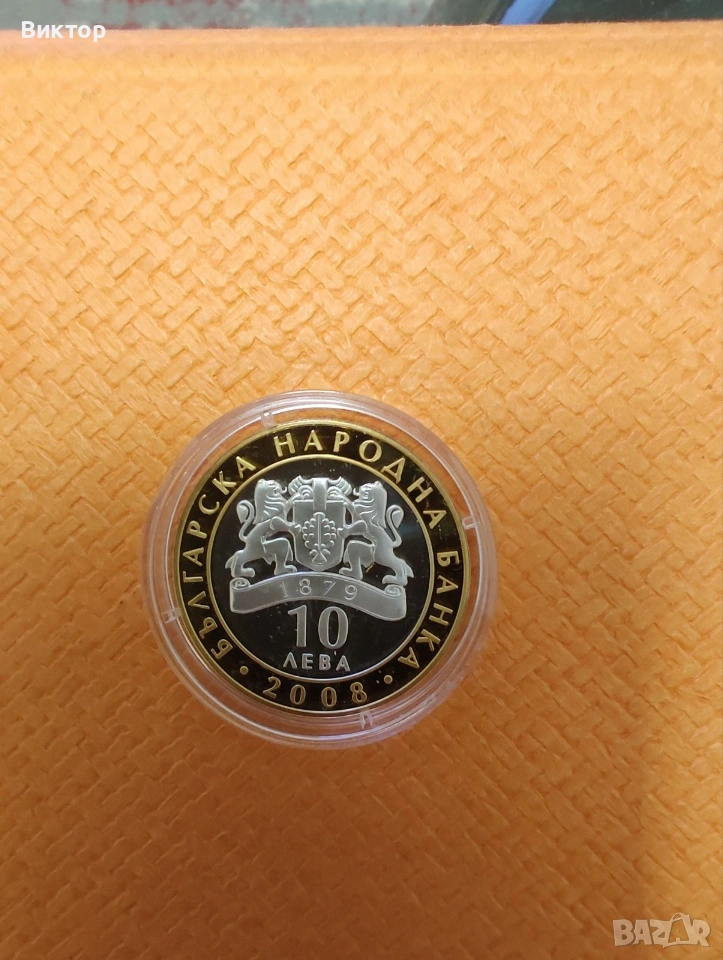 Виктор
БЪЛГАРСКА НАРОДНА БАНКА
1879
10
ЛЕВА
• 2008 •
BAZAR